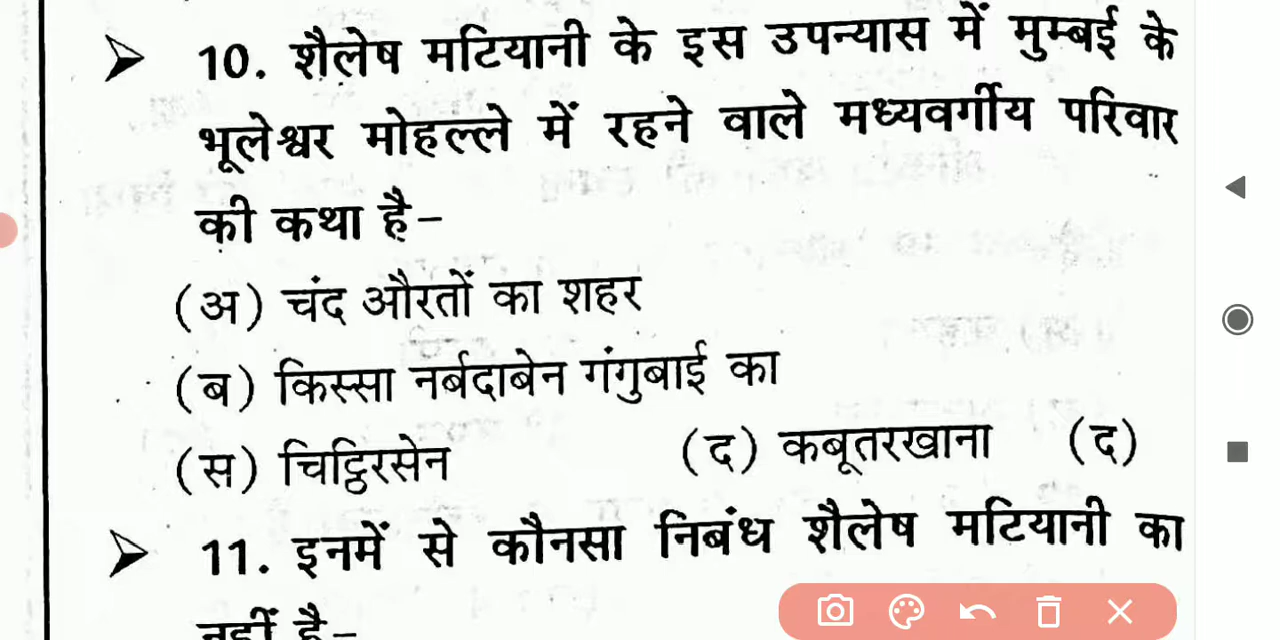 10. शैलेष मटियानी के इस उपन्यास में मुम्बई के
भूलेश्वर मोहल्ले में रहने वाले मध्यवर्गीय परिवार
की कथा है–
(अ) चंद औरतों का शहर
(ब) किस्सा नर्बदाबेन गंगुबाई का
(स) चिट्ठिरसेन (द) कबूतरखाना (द)
11. इनमें से कौनसा निबंध शैलेष मटियानी का
नहीं है–